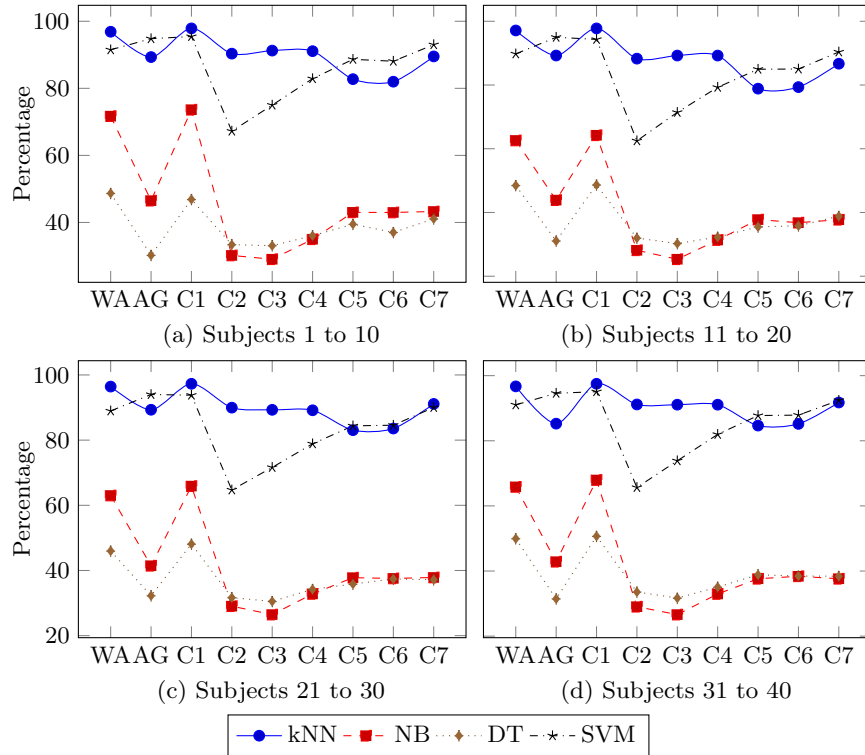 100
80
60
40
Percentage
WA AG C1 C2 C3 C4 C5 C6 C7
(a) Subjects 1 to 10
WA AG C1 C2 C3 C4 C5 C6 C7
(b) Subjects 11 to 20
100
80
60
40
20
Percentage
WA AG C1 C2 C3 C4 C5 C6 C7
(c) Subjects 21 to 30
WA AG C1 C2 C3 C4 C5 C6 C7
(d) Subjects 31 to 40
kNN NB DT SVM